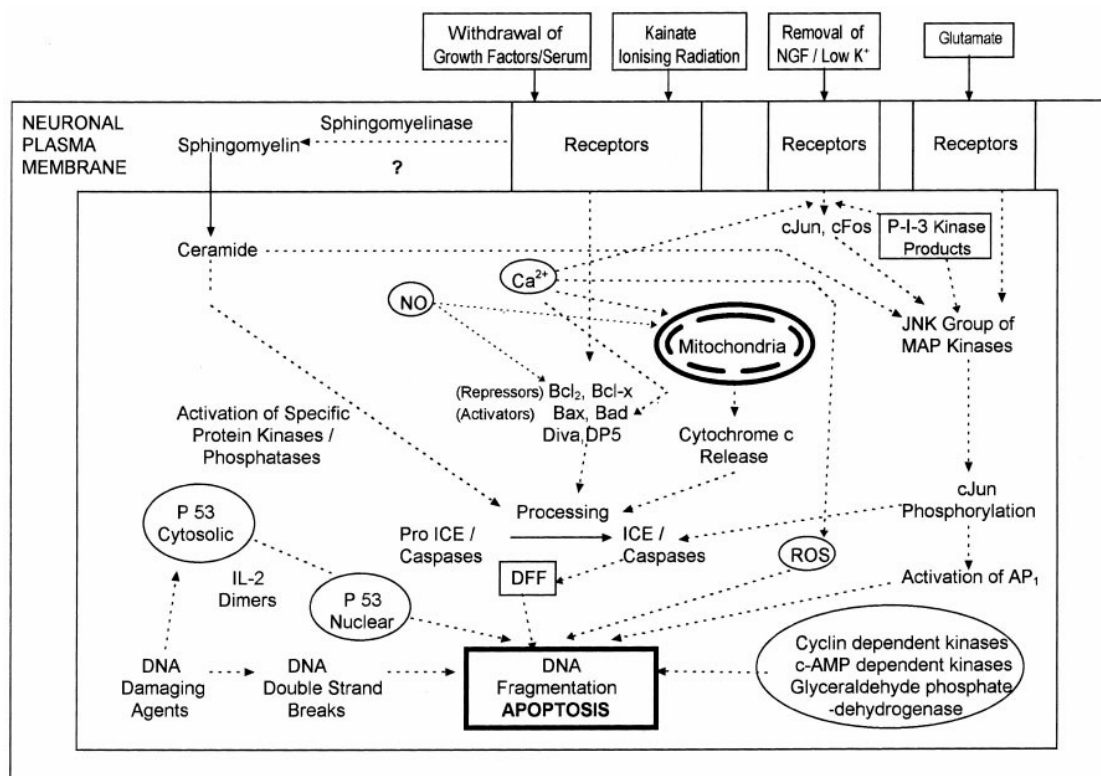 Withdrawal of
Growth Factors/Serum
Kainate
Ionising Radiation
Removal of
NGF / Low K⁺
Glutamate
NEURONAL
PLASMA
MEMBRANE
Sphingomyelinase
Sphingomyelin
?
Receptors
Receptors
Receptors
Ceramide
cJun, cFos
P-I-3 Kinase
Products
Ca²⁺
NO
Mitochondria
JNK Group of
MAP Kinases
(Repressors) Bcl₂, Bcl-x
(Activators) Bax, Bad
Diva,DP5
Activation of Specific
Protein Kinases /
Phosphatases
Cytochrome c
Release
cJun
Phosphorylation
P 53
Cytosolic
Processing
Pro ICE /
Caspases
ICE /
Caspases
ROS
IL-2
Dimers
DFF
Activation of AP₁
P 53
Nuclear
DNA
Damaging
Agents
DNA
Double Strand
Breaks
DNA
Fragmentation
APOPTOSIS
Cyclin dependent kinases
c-AMP dependent kinases
Glyceraldehyde phosphate
-dehydrogenase